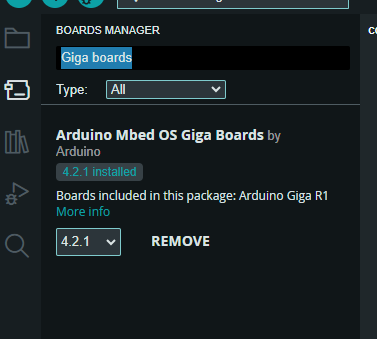 BOARDS MANAGER
Giga boards
Type: All
Arduino Mbed OS Giga Boards by
Arduino
4.2.1 installed
Boards included in this package: Arduino Giga R1
More info
4.2.1 REMOVE